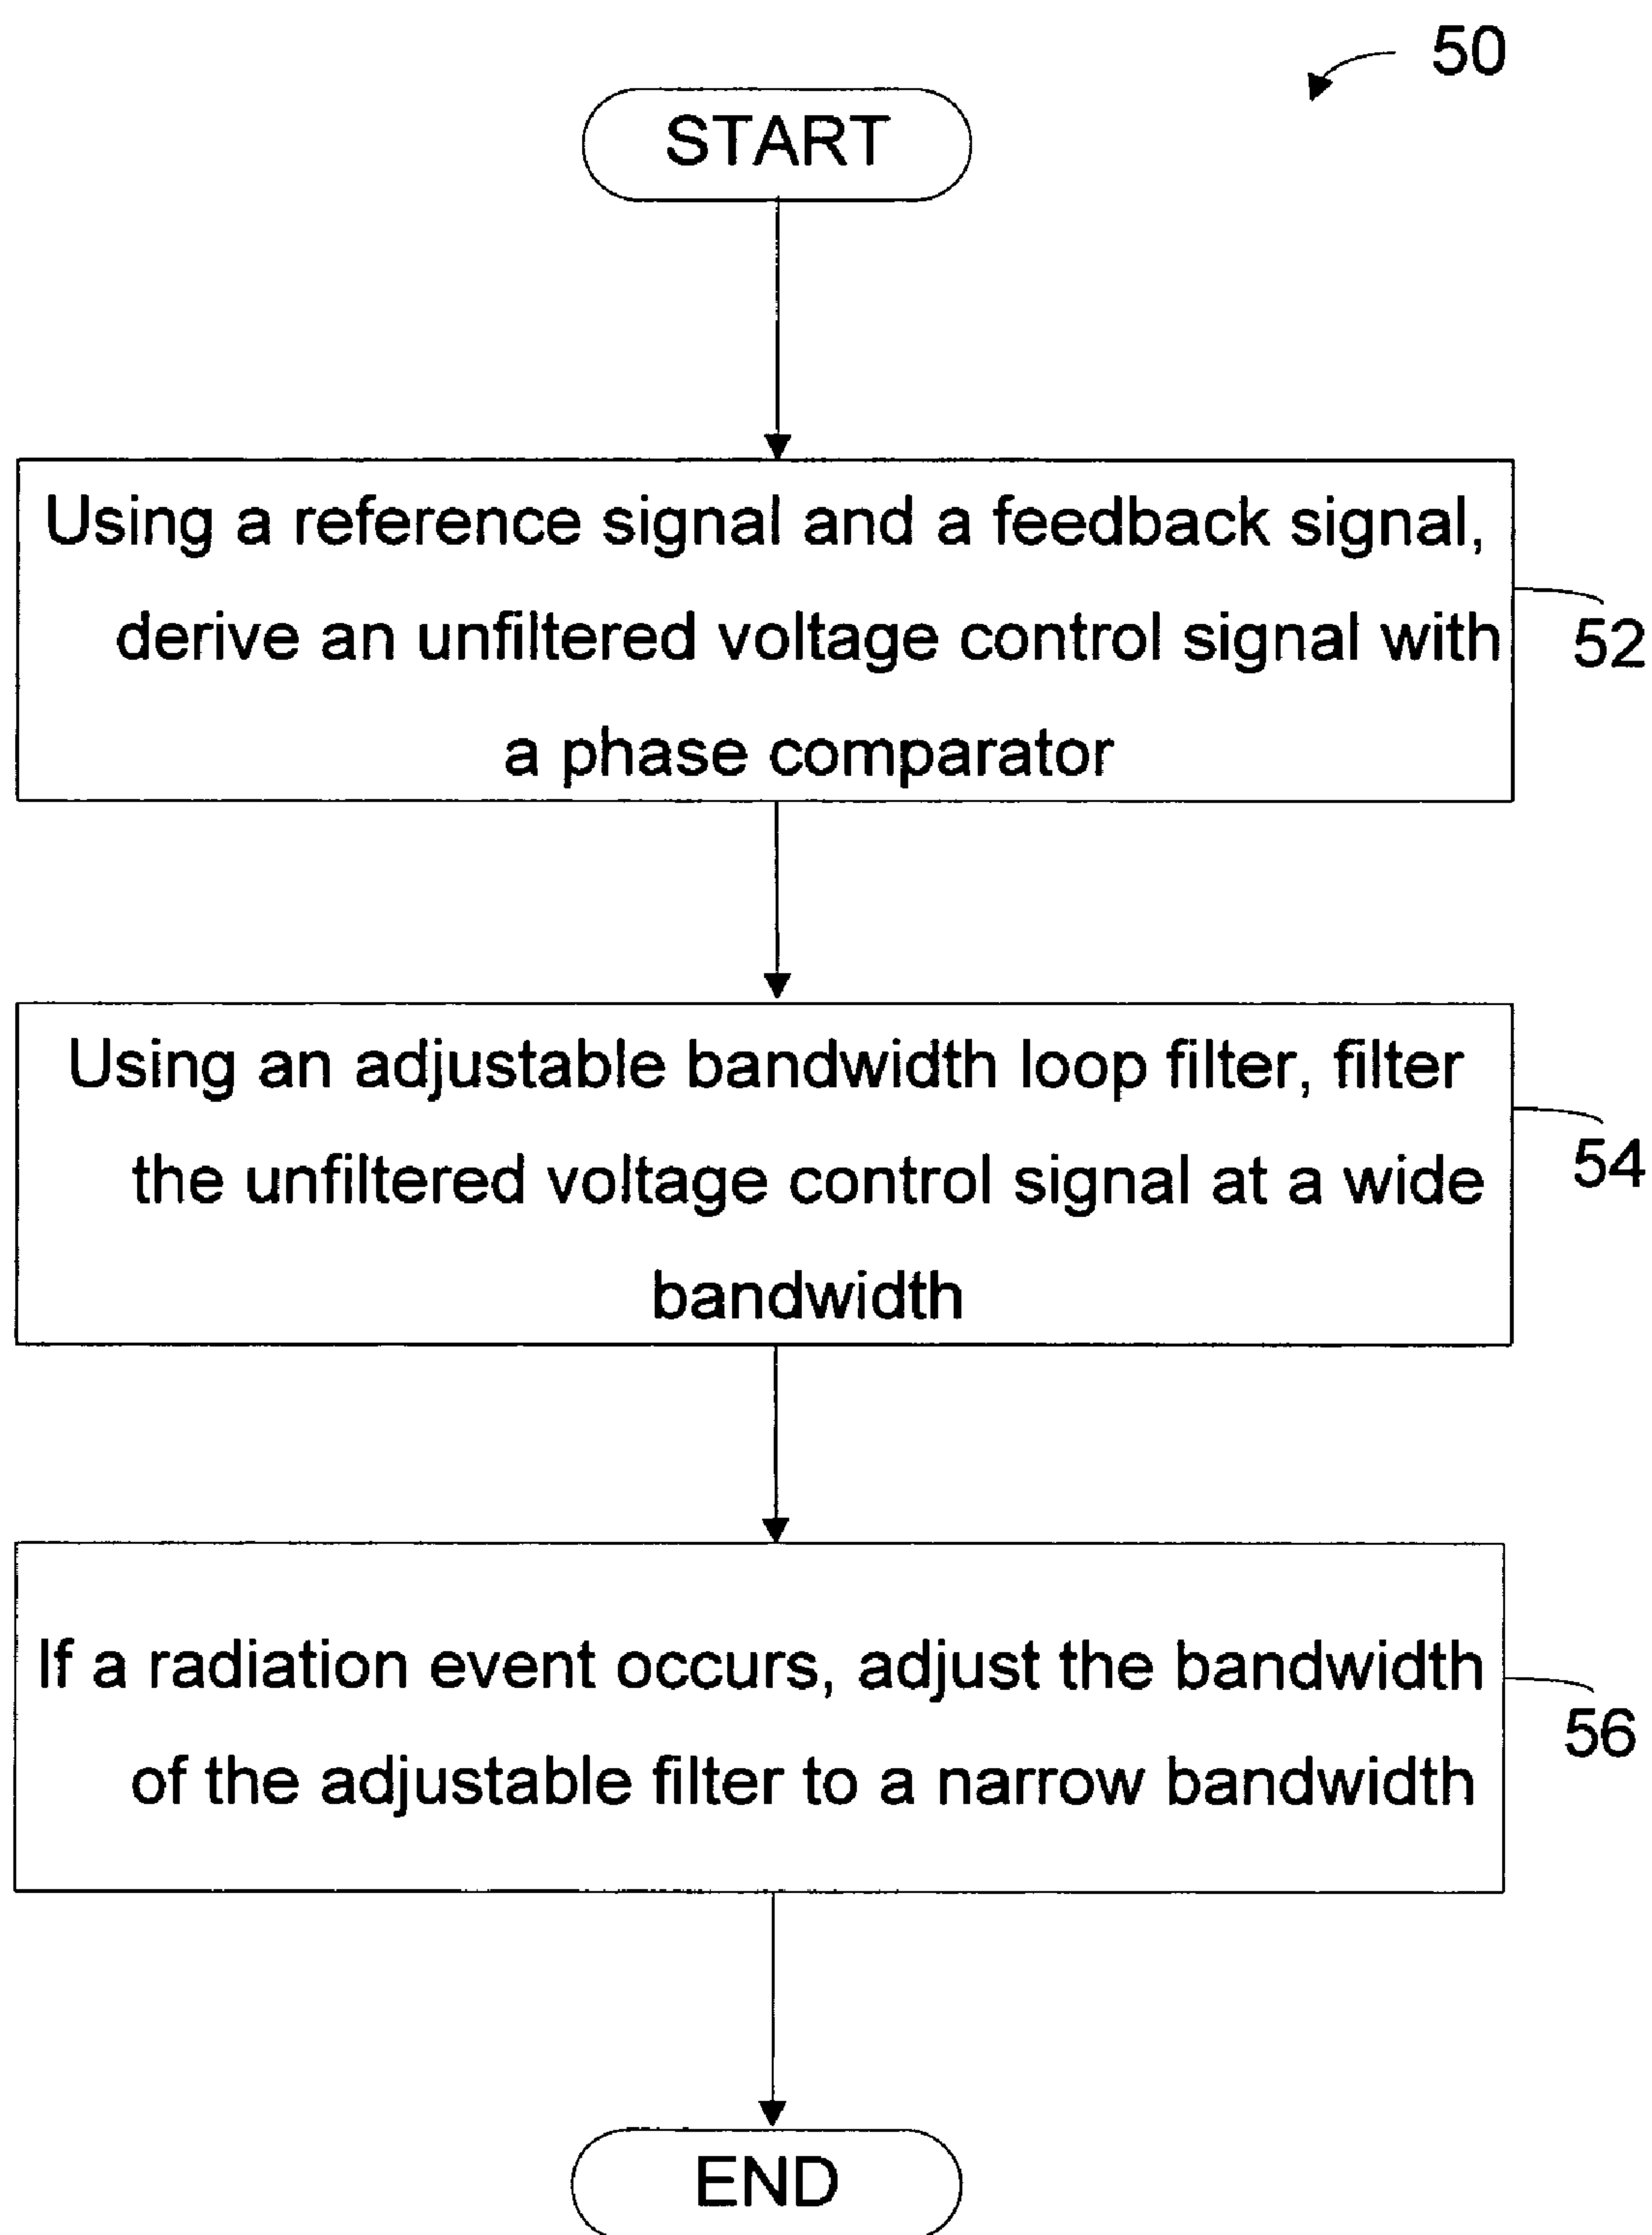 50
START
Using a reference signal and a feedback signal,
derive an unfiltered voltage control signal with
a phase comparator
52
Using an adjustable bandwidth loop filter, filter
the unfiltered voltage control signal at a wide
bandwidth
54
If a radiation event occurs, adjust the bandwidth
of the adjustable filter to a narrow bandwidth
56
END